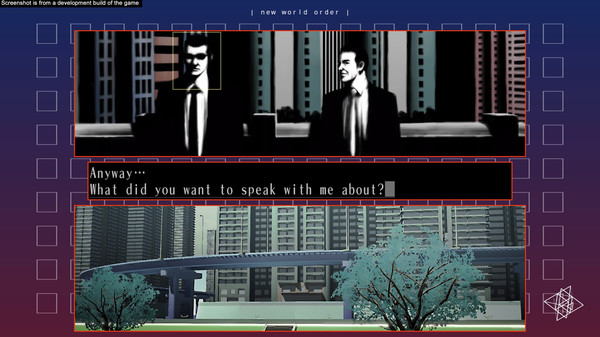 Screenshot is from a development build of the game
| new world order |
Anyway…
What did you want to speak with me about?